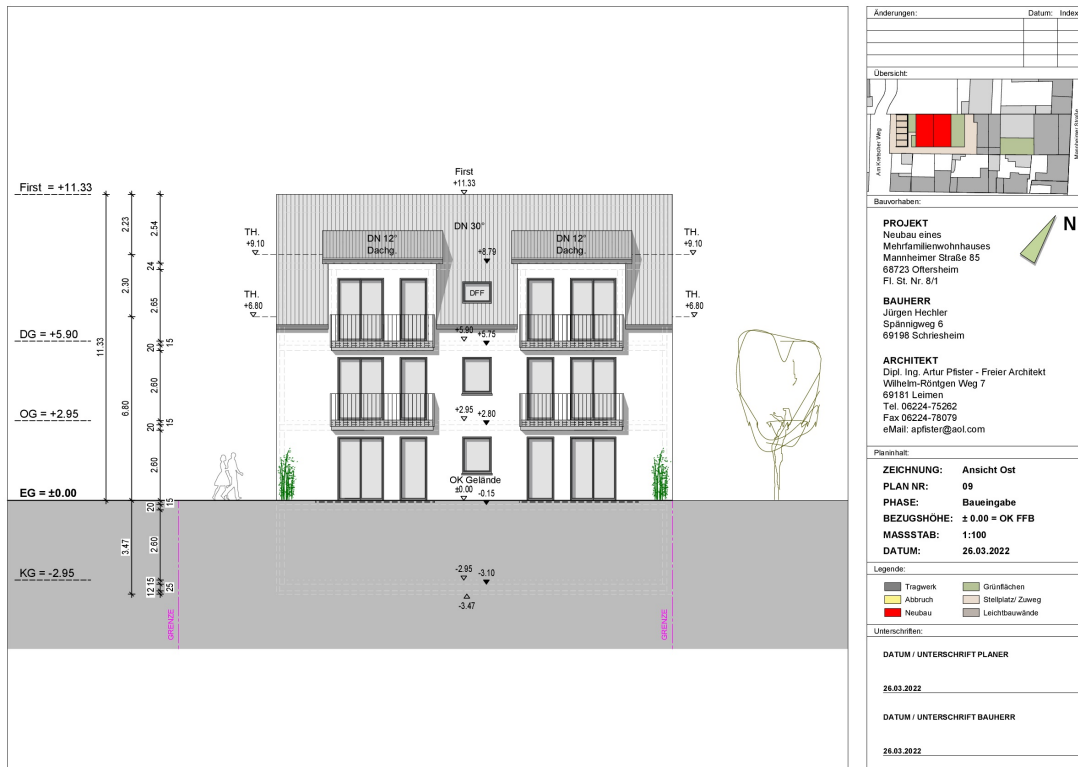 First
+11.33
First = +11.33
DN 30°
TH.
+9.10
DN 12°
Dachg.
DN 12°
Dachg.
TH.
+9.10
+8.79
DFF
TH.
+6.80
TH.
+6.80
DG = +5.90
+5.90
+5.75
OG = +2.95
+2.95
+2.80
OK Gelände
±0.00
-0.15
EG = ±0.00
KG = -2.95
-2.95
-3.10
-3.47
11.33
2.23
2.30
6.80
3.47
2.54
24
2.65
20
15
2.60
20
15
2.60
20
15
2.60
12 15
25
GRENZE
GRENZE
Änderungen: Datum: Index
Übersicht:
Am Kretscher Weg
Mannheimer Straße
Bauvorhaben:
N
PROJEKT
Neubau eines
Mehrfamilienwohnhauses
Mannheimer Straße 85
68723 Oftersheim
Fl. St. Nr. 8/1
BAUHERR
Jürgen Hechler
Spännigweg 6
69198 Schriesheim
ARCHITEKT
Dipl. Ing. Artur Pfister - Freier Architekt
Wilhelm-Röntgen Weg 7
69181 Leimen
Tel. 06224-75262
Fax 06224-78079
eMail: apfister@aol.com
Planinhalt:
ZEICHNUNG: Ansicht Ost
PLAN NR: 09
PHASE: Baueingabe
BEZUGSHÖHE: ± 0.00 = OK FFB
MASSSTAB: 1:100
DATUM: 26.03.2022
Legende:
Tragwerk Grünflächen
Abbruch Stellplatz/ Zuweg
Neubau Leichtbauwände
Unterschriften:
DATUM / UNTERSCHRIFT PLANER
26.03.2022
DATUM / UNTERSCHRIFT BAUHERR
26.03.2022